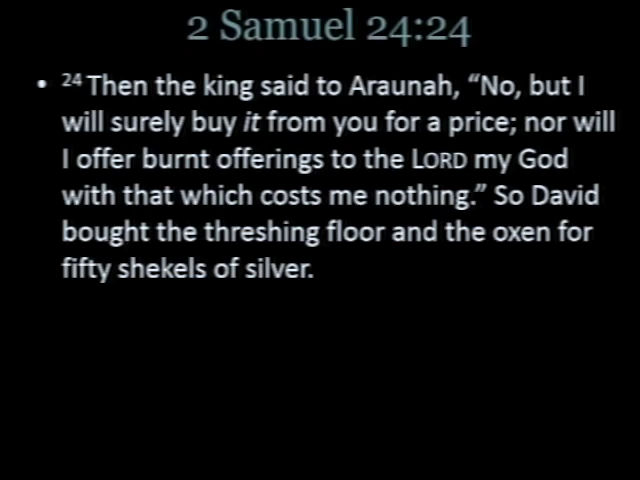 2 Samuel 24:24
• 24 Then the king said to Araunah, “No, but I
will surely buy it from you for a price; nor will
I offer burnt offerings to the LORD my God
with that which costs me nothing.” So David
bought the threshing floor and the oxen for
fifty shekels of silver.